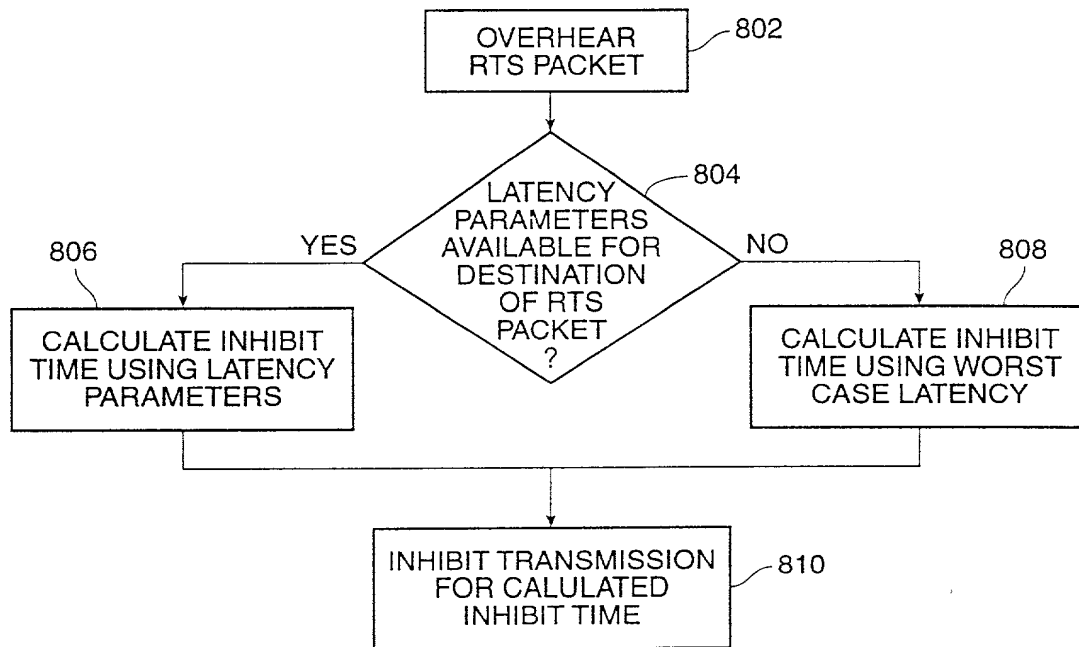 OVERHEAR
RTS PACKET
802
LATENCY
PARAMETERS
AVAILABLE FOR
DESTINATION
OF RTS
PACKET
?
804
YES
NO
806
CALCULATE INHIBIT
TIME USING LATENCY
PARAMETERS
808
CALCULATE INHIBIT
TIME USING WORST
CASE LATENCY
INHIBIT TRANSMISSION
FOR CALULATED
INHIBIT TIME
810